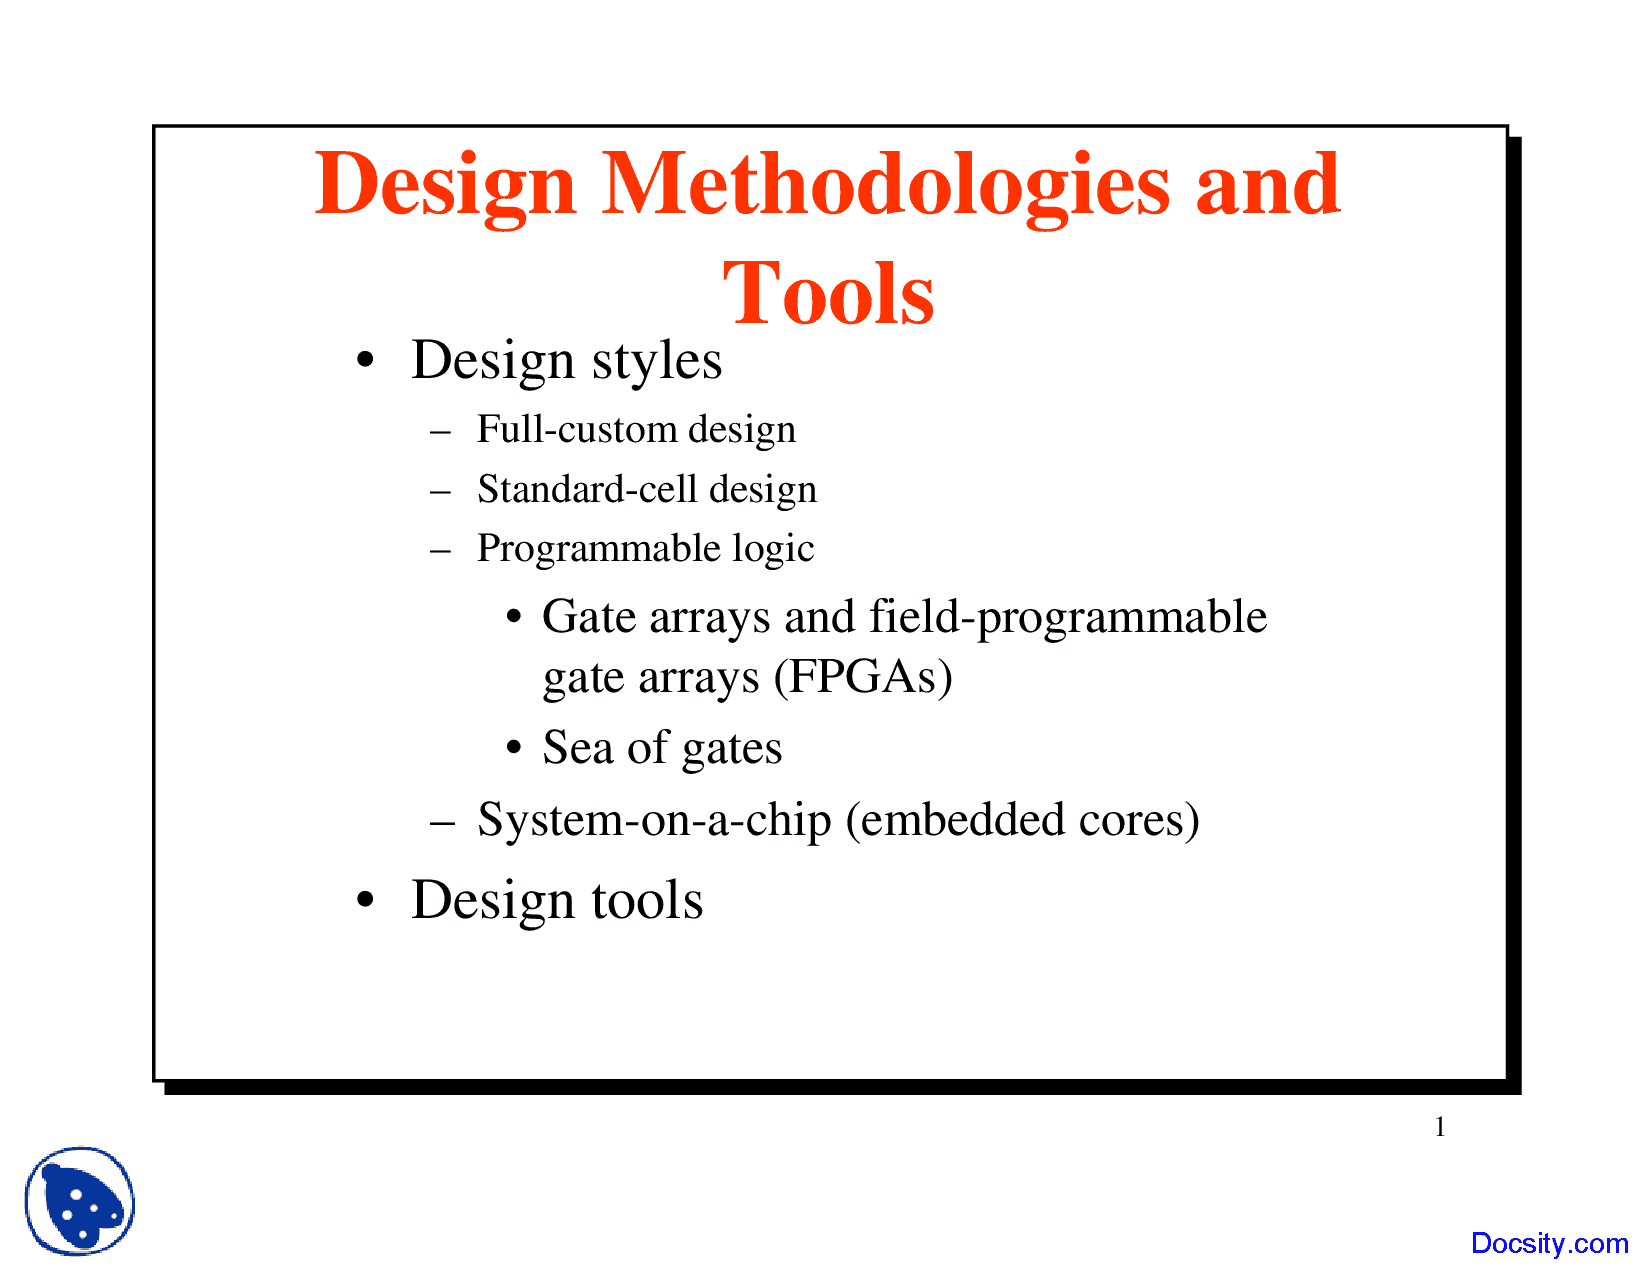 Design Methodologies and
Tools
• Design styles
– Full-custom design
– Standard-cell design
– Programmable logic
• Gate arrays and field-programmable
gate arrays (FPGAs)
• Sea of gates
– System-on-a-chip (embedded cores)
• Design tools
1
Docsity.com